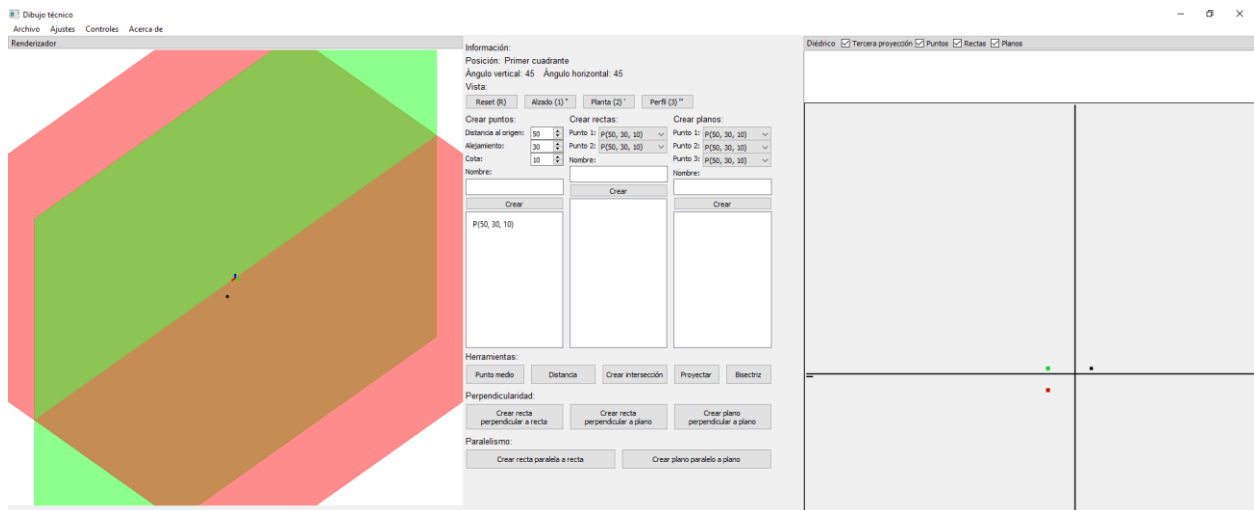 Dibujo técnico
Archivo Ajustes Controles Acerca de
Renderizador
Información:
Posición: Primer cuadrante
Ángulo vertical: 45 Ángulo horizontal: 45
Vista:
Reset (R) Alzado (1) '' Planta (2) ' Perfil (3) '''
Crear puntos: Crear rectas: Crear planos:
Distancia al origen: 50 Punto 1: P(50, 30, 10) Punto 1: P(50, 30, 10)
Alejamiento: 30 Punto 2: P(50, 30, 10) Punto 2: P(50, 30, 10)
Cota: 10 Nombre: Punto 3: P(50, 30, 10)
Nombre: Nombre:
Crear
Crear Crear
P(50, 30, 10)
Herramientas:
Punto medio Distancia Crear intersección Proyectar Bisectriz
Perpendicularidad:
Crear recta perpendicular a recta
Crear recta perpendicular a plano
Crear plano perpendicular a plano
Paralelismo:
Crear recta paralela a recta Crear plano paralelo a plano
Diédrico Tercera proyección Puntos Rectas Planos